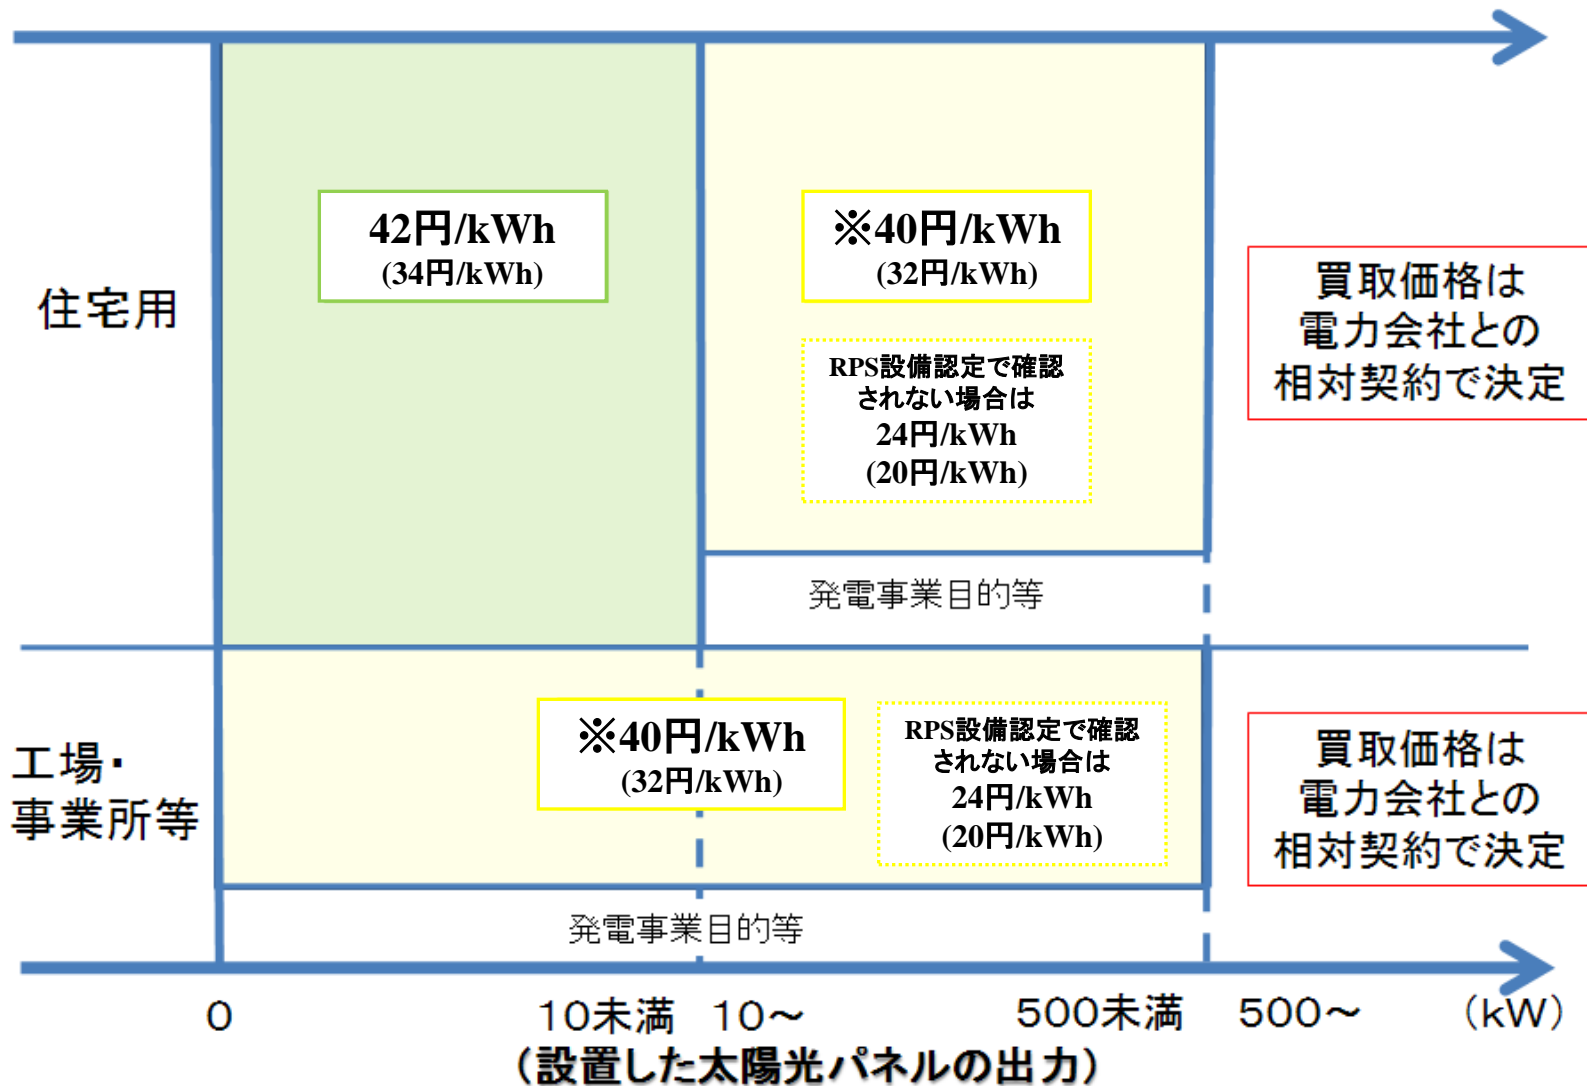 住宅用
42円/kWh
(34円/kWh)
※40円/kWh
(32円/kWh)
RPS設備認定で確認
されない場合は
24円/kWh
(20円/kWh)
買取価格は
電力会社との
相対契約で決定
発電事業目的等
工場・
事業所等
※40円/kWh
(32円/kWh)
RPS設備認定で確認
されない場合は
24円/kWh
(20円/kWh)
買取価格は
電力会社との
相対契約で決定
発電事業目的等
0 10未満 10～ 500未満 500～ (kW)
（設置した太陽光パネルの出力）